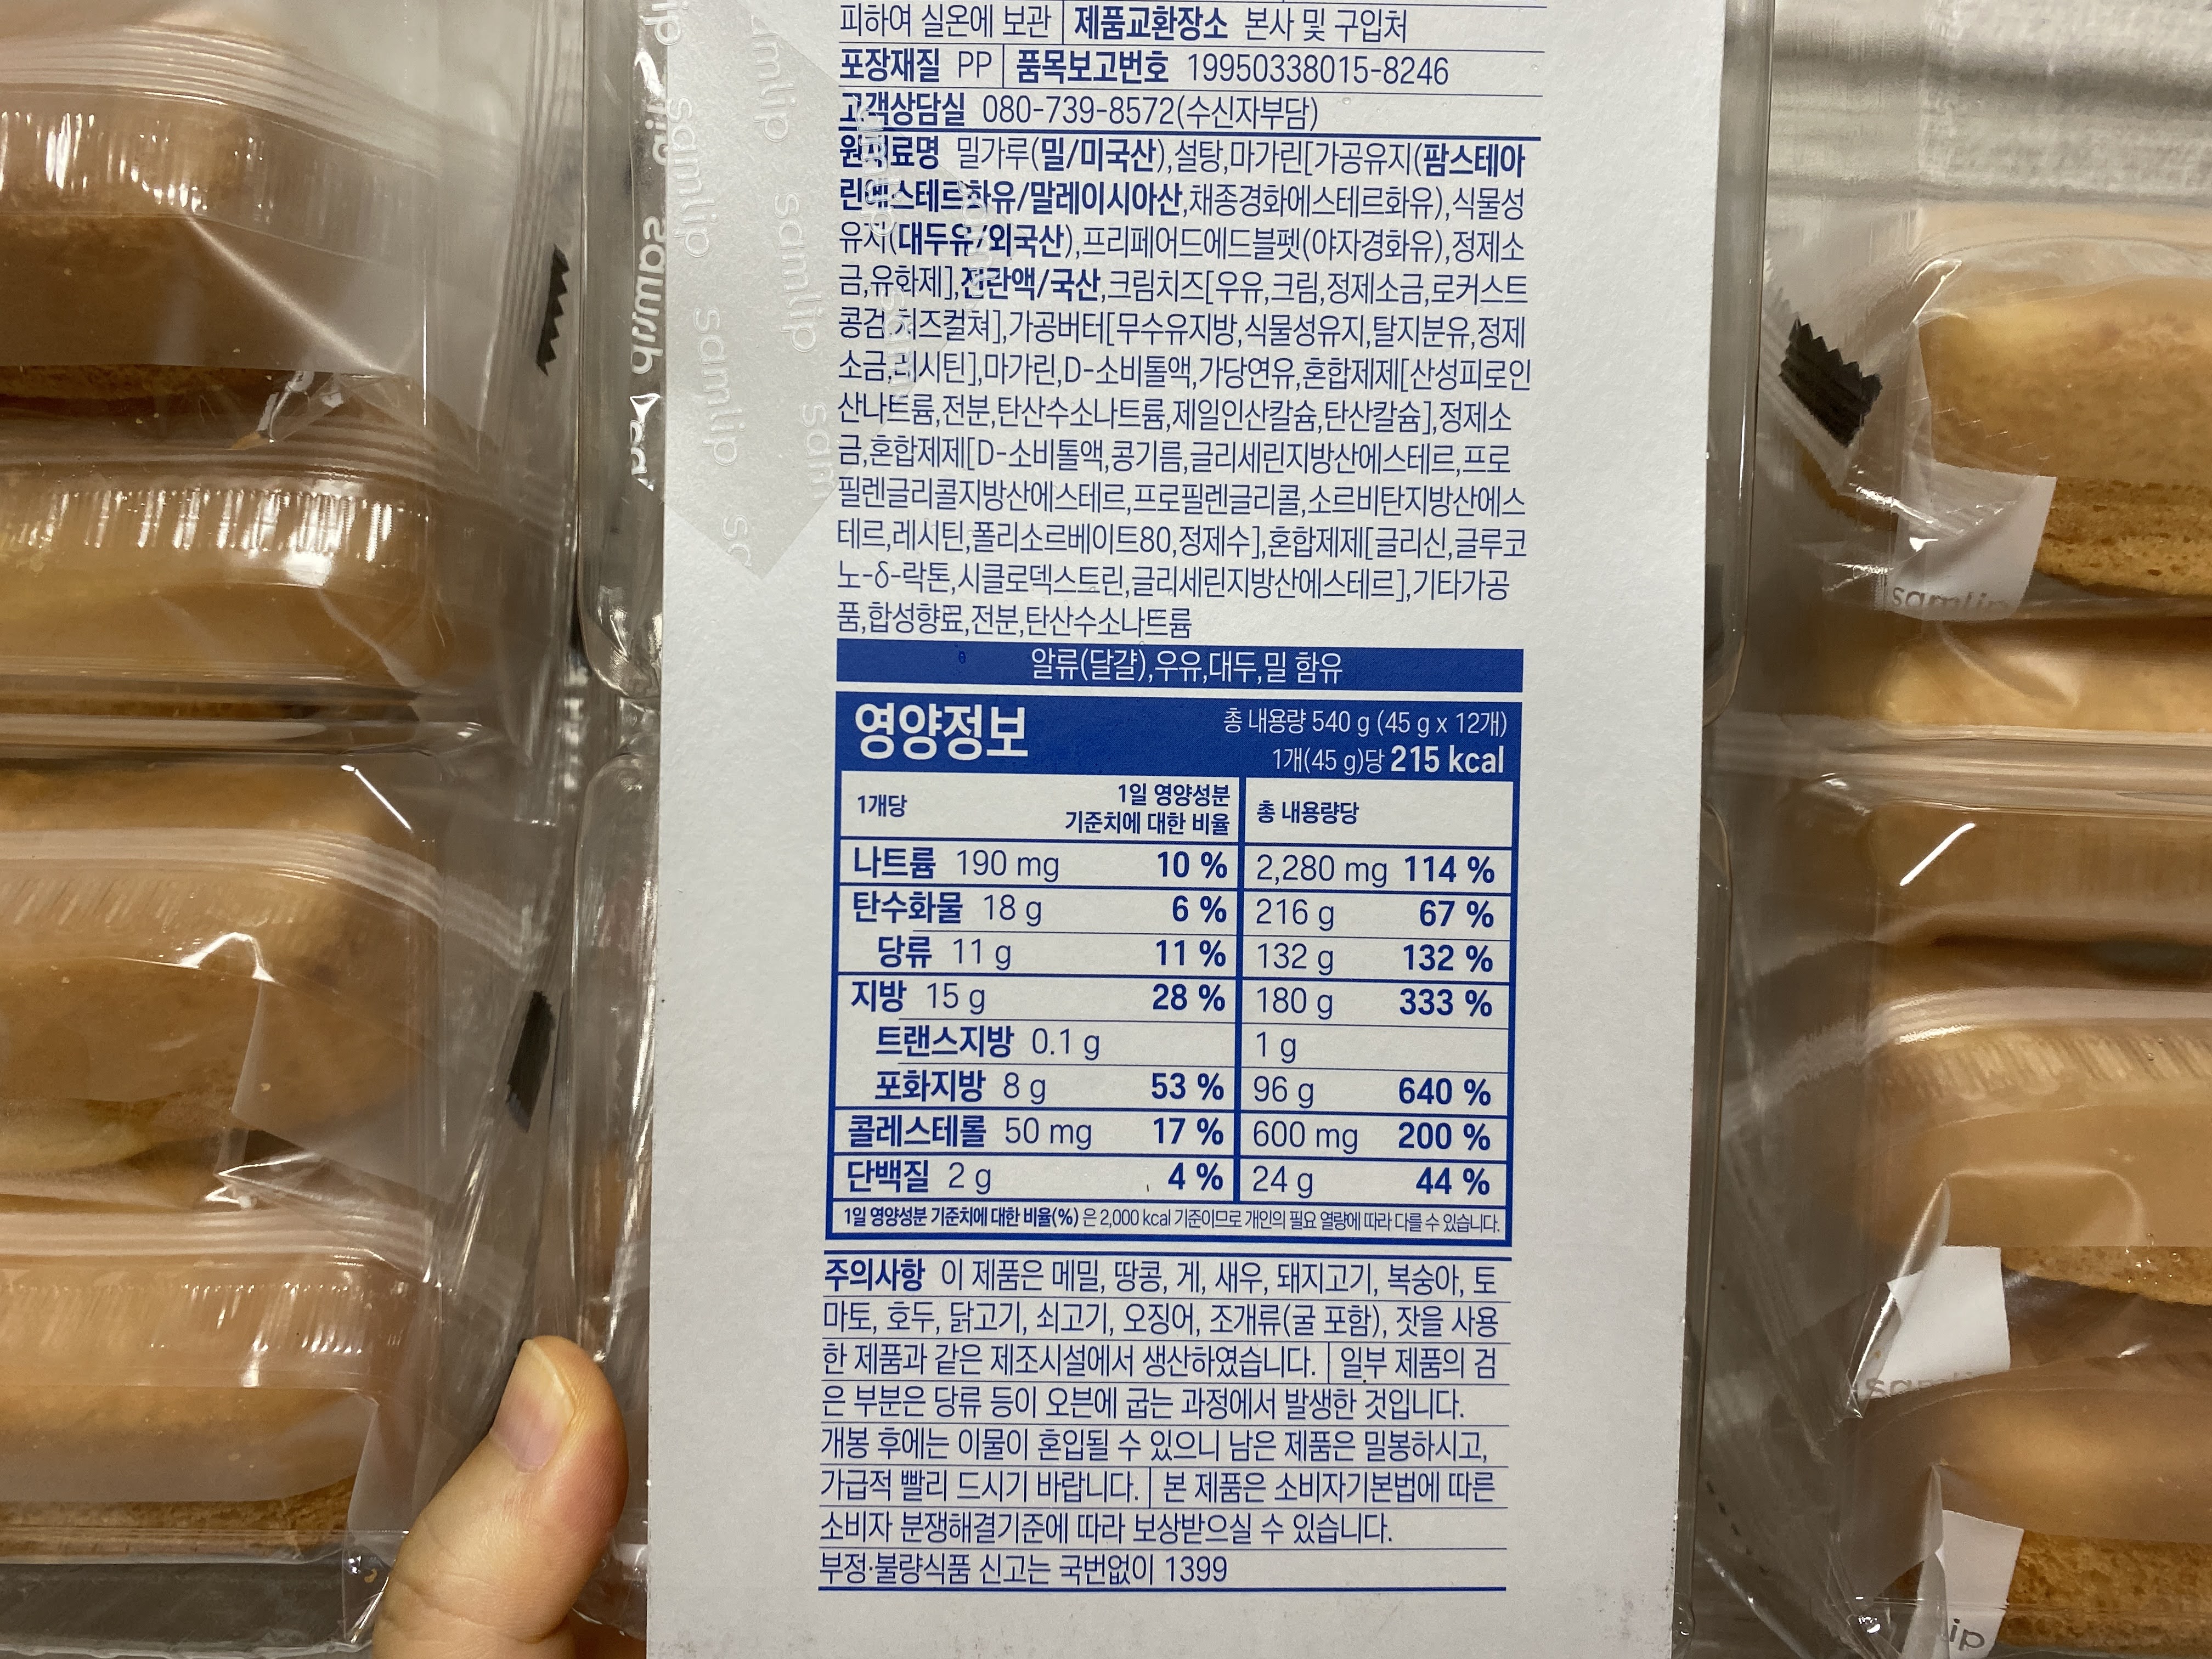 피하여 실온에 보관 | 제품교환장소 본사 및 구입처
포장재질 PP | 품목보고번호 19950338015-8246
고객상담실 080-739-8572(수신자부담)
원재료명 밀가루(밀/미국산),설탕,마가린[가공유지(팜스테아
린에스테르화유/말레이시아산,채종경화에스테르화유),식물성
유지(대두유/외국산),프리페어드에드블펫(야자경화유),정제소
금,유화제],전란액/국산,크림치즈[우유,크림,정제소금,로커스트
콩검,치즈컬쳐],가공버터[무수유지방,식물성유지,탈지분유,정제
소금,레시틴],마가린,D-소비톨액,가당연유,혼합제제[산성피로인
산나트륨,전분,탄산수소나트륨,제일인산칼슘,탄산칼슘],정제소
금,혼합제제[D-소비톨액,콩기름,글리세린지방산에스테르,프로
필렌글리콜지방산에스테르,프로필렌글리콜,소르비탄지방산에스
테르,레시틴,폴리소르베이트80,정제수],혼합제제[글리신,글루코
노-δ-락톤,시클로덱스트린,글리세린지방산에스테르],기타가공
품,합성향료,전분,탄산수소나트륨
알류(달걀),우유,대두,밀 함유
영양정보
총 내용량 540 g (45 g x 12개)
1개(45 g)당 215 kcal
1개당 1일 영양성분 기준치에 대한 비율 총 내용량당
나트륨 190 mg 10 % 2,280 mg 114 %
탄수화물 18 g 6 % 216 g 67 %
당류 11 g 11 % 132 g 132 %
지방 15 g 28 % 180 g 333 %
트랜스지방 0.1 g 1 g
포화지방 8 g 53 % 96 g 640 %
콜레스테롤 50 mg 17 % 600 mg 200 %
단백질 2 g 4 % 24 g 44 %
1일 영양성분 기준치에 대한 비율(%) 은 2,000 kcal 기준이므로 개인의 필요 열량에 따라 다를 수 있습니다.
주의사항 이 제품은 메밀, 땅콩, 게, 새우, 돼지고기, 복숭아, 토
마토, 호두, 닭고기, 쇠고기, 오징어, 조개류(굴 포함), 잣을 사용
한 제품과 같은 제조시설에서 생산하였습니다. | 일부 제품의 검
은 부분은 당류 등이 오븐에 굽는 과정에서 발생한 것입니다.
개봉 후에는 이물이 혼입될 수 있으니 남은 제품은 밀봉하시고,
가급적 빨리 드시기 바랍니다. | 본 제품은 소비자기본법에 따른
소비자 분쟁해결기준에 따라 보상받으실 수 있습니다.
부정·불량식품 신고는 국번없이 1399
samlip
samlip
samlip
samlip
samlip